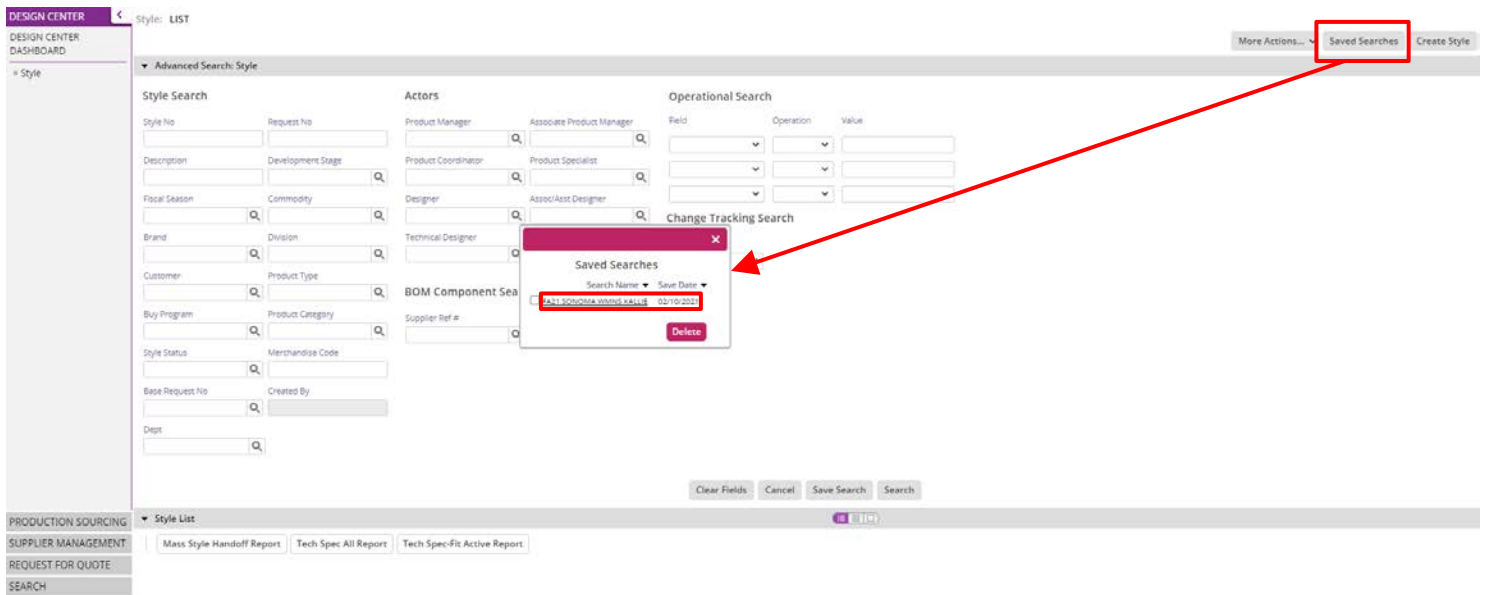 DESIGN CENTER
Style: LIST
DESIGN CENTER
DASHBOARD
More Actions...
Saved Searches
Create Style
Style
Advanced Search: Style
Style Search
Actors
Operational Search
Style No
Request No
Product Manager
Associate Product Manager
Field
Operation
Value
Description
Development Stage
Product Coordinator
Product Specialist
Fiscal Season
Commodity
Designer
Assoc/Asst Designer
Change Tracking Search
Brand
Division
Technical Designer
Saved Searches
Customer
Product Type
Search Name
Save Date
BOM Component Sea
FA21 SONOMA WMNS KALLIE
02/10/2021
Buy Program
Product Category
Supplier Ref #
Delete
Style Status
Merchandise Code
Base Request No
Created By
Dept
Clear Fields
Cancel
Save Search
Search
PRODUCTION SOURCING
Style List
SUPPLIER MANAGEMENT
Mass Style Handoff Report
Tech Spec All Report
Tech Spec-Fit Active Report
REQUEST FOR QUOTE
SEARCH